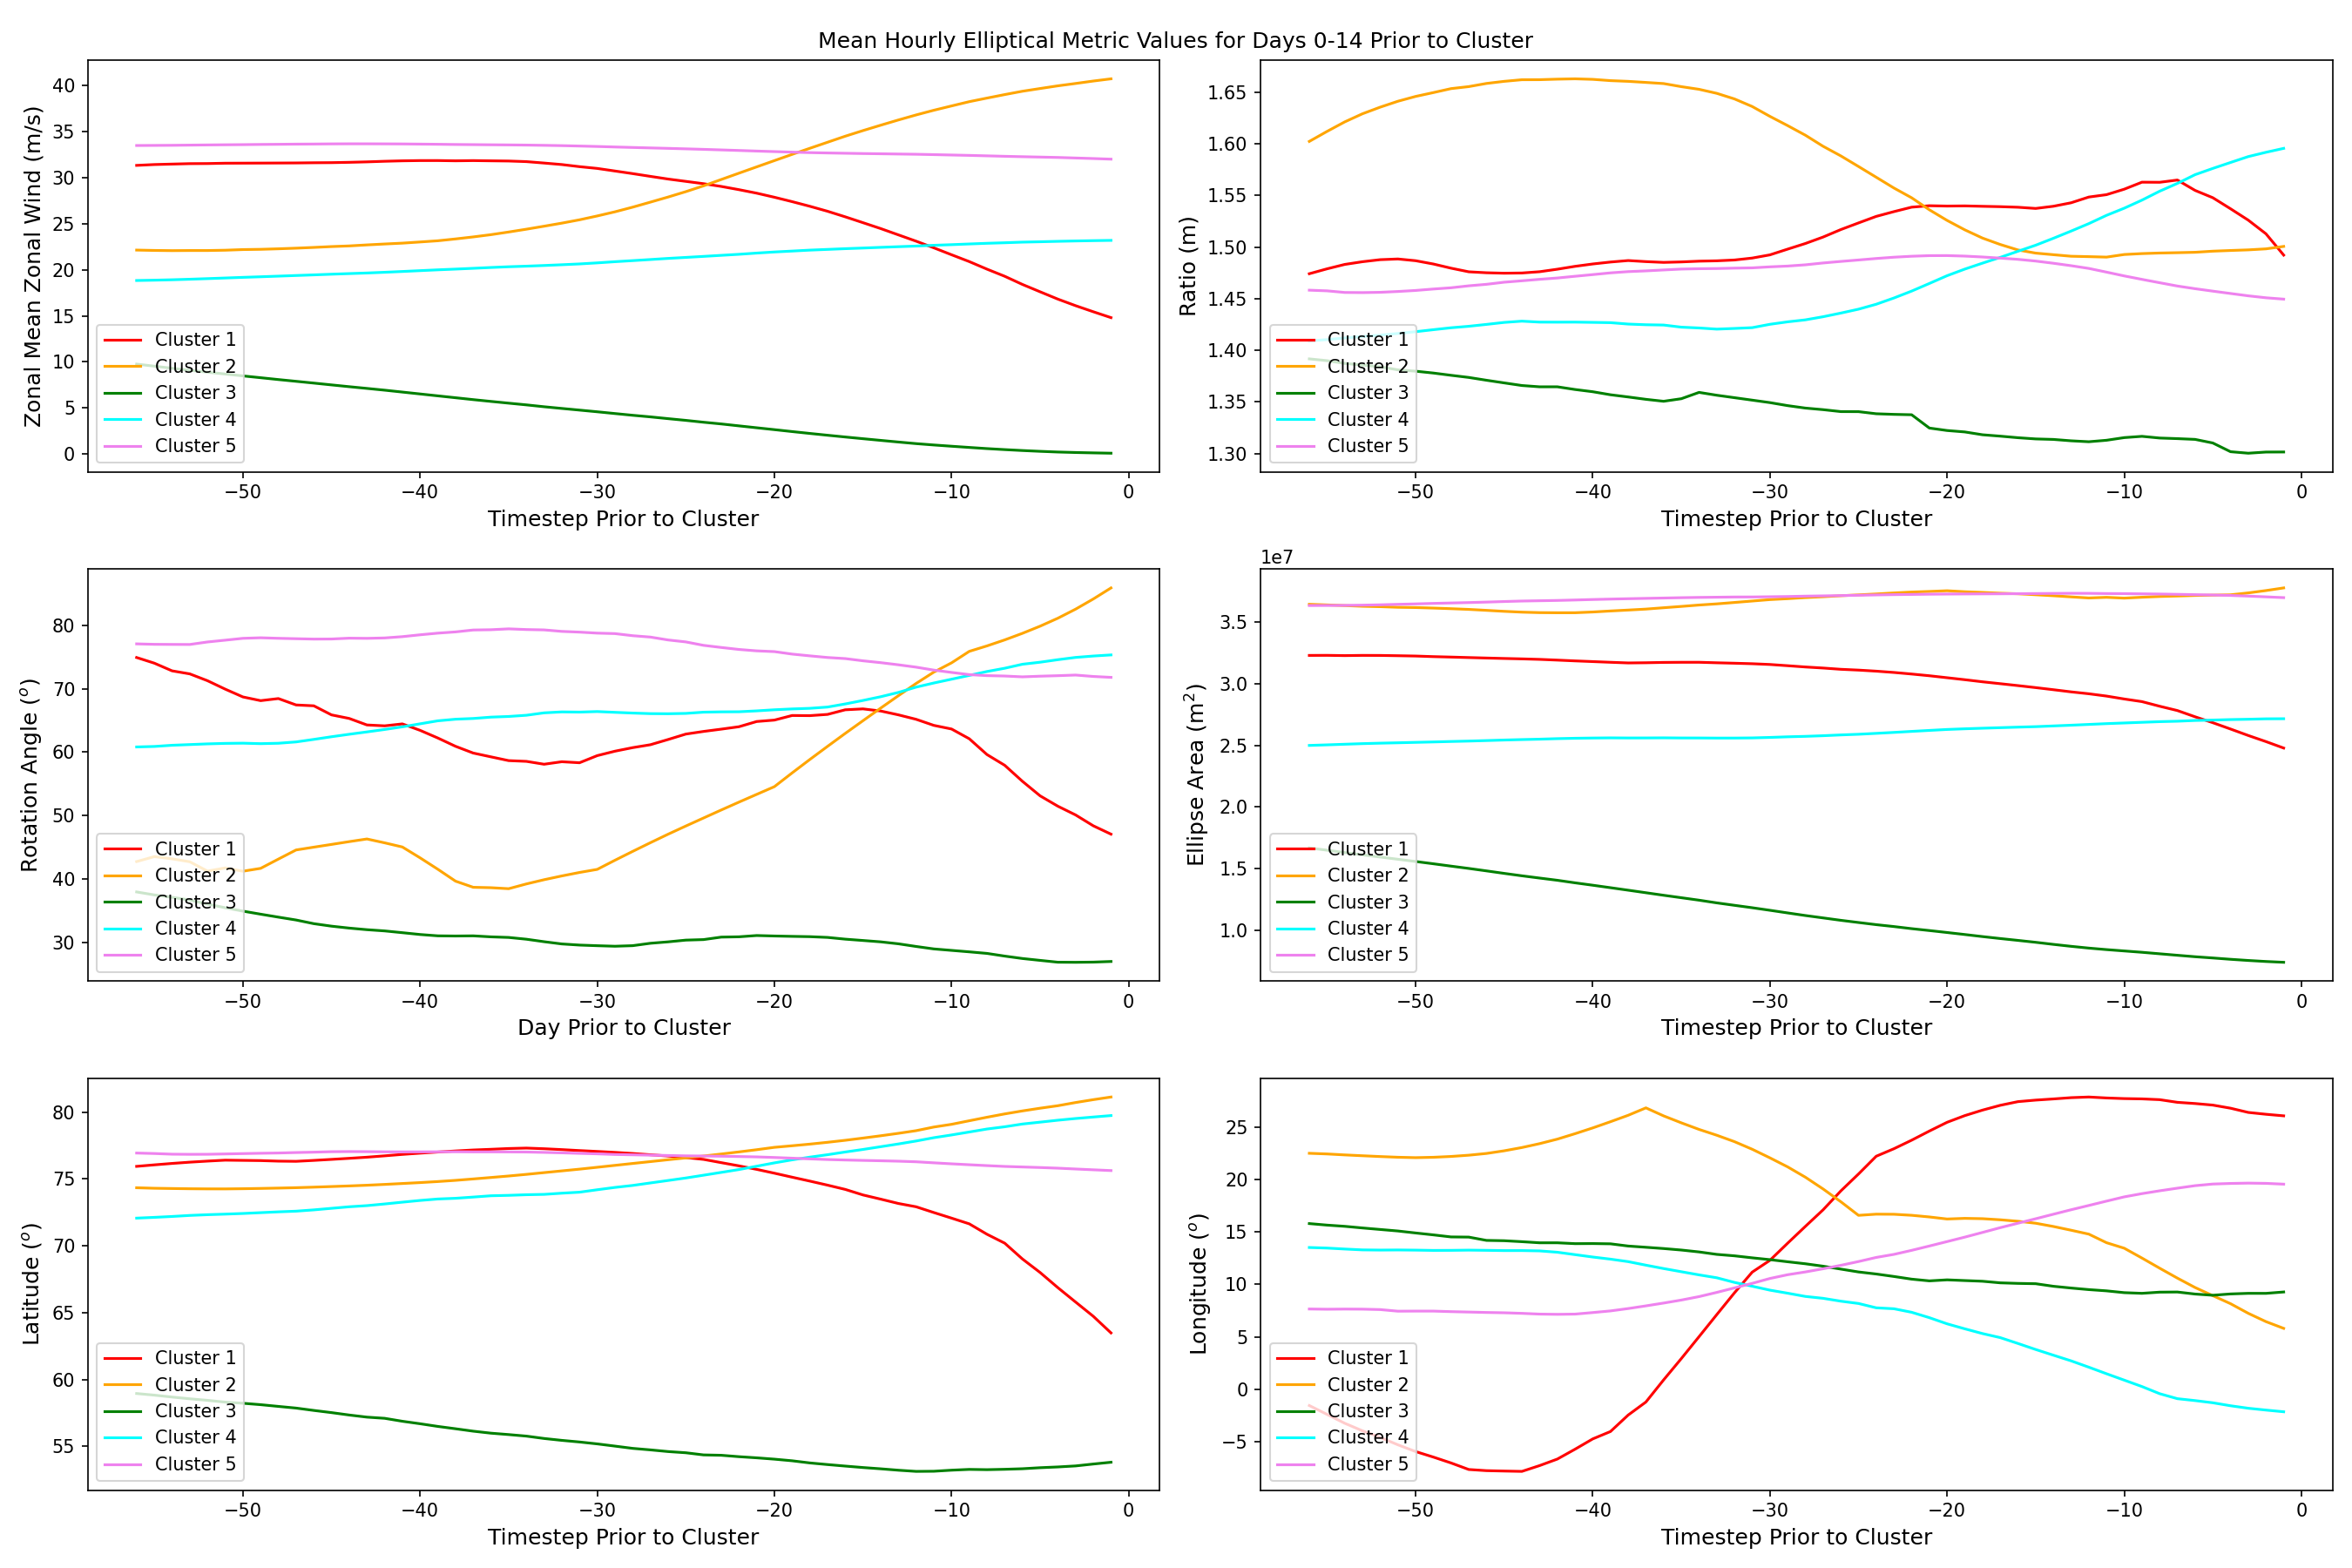 Mean Hourly Elliptical Metric Values for Days 0-14 Prior to Cluster
Zonal Mean Zonal Wind (m/s)
40
35
30
25
20
15
10
5
0
Cluster 1
Cluster 2
Cluster 3
Cluster 4
Cluster 5
−50
−40
−30
−20
−10
0
Timestep Prior to Cluster
Ratio (m)
1.65
1.60
1.55
1.50
1.45
1.40
1.35
1.30
Cluster 1
Cluster 2
Cluster 3
Cluster 4
Cluster 5
−50
−40
−30
−20
−10
0
Timestep Prior to Cluster
Rotation Angle (°)
80
70
60
50
40
30
Cluster 1
Cluster 2
Cluster 3
Cluster 4
Cluster 5
−50
−40
−30
−20
−10
0
Day Prior to Cluster
1e7
Ellipse Area (m²)
3.5
3.0
2.5
2.0
1.5
1.0
Cluster 1
Cluster 2
Cluster 3
Cluster 4
Cluster 5
−50
−40
−30
−20
−10
0
Timestep Prior to Cluster
Latitude (°)
80
75
70
65
60
55
Cluster 1
Cluster 2
Cluster 3
Cluster 4
Cluster 5
−50
−40
−30
−20
−10
0
Timestep Prior to Cluster
Longitude (°)
25
20
15
10
5
0
−5
Cluster 1
Cluster 2
Cluster 3
Cluster 4
Cluster 5
−50
−40
−30
−20
−10
0
Timestep Prior to Cluster